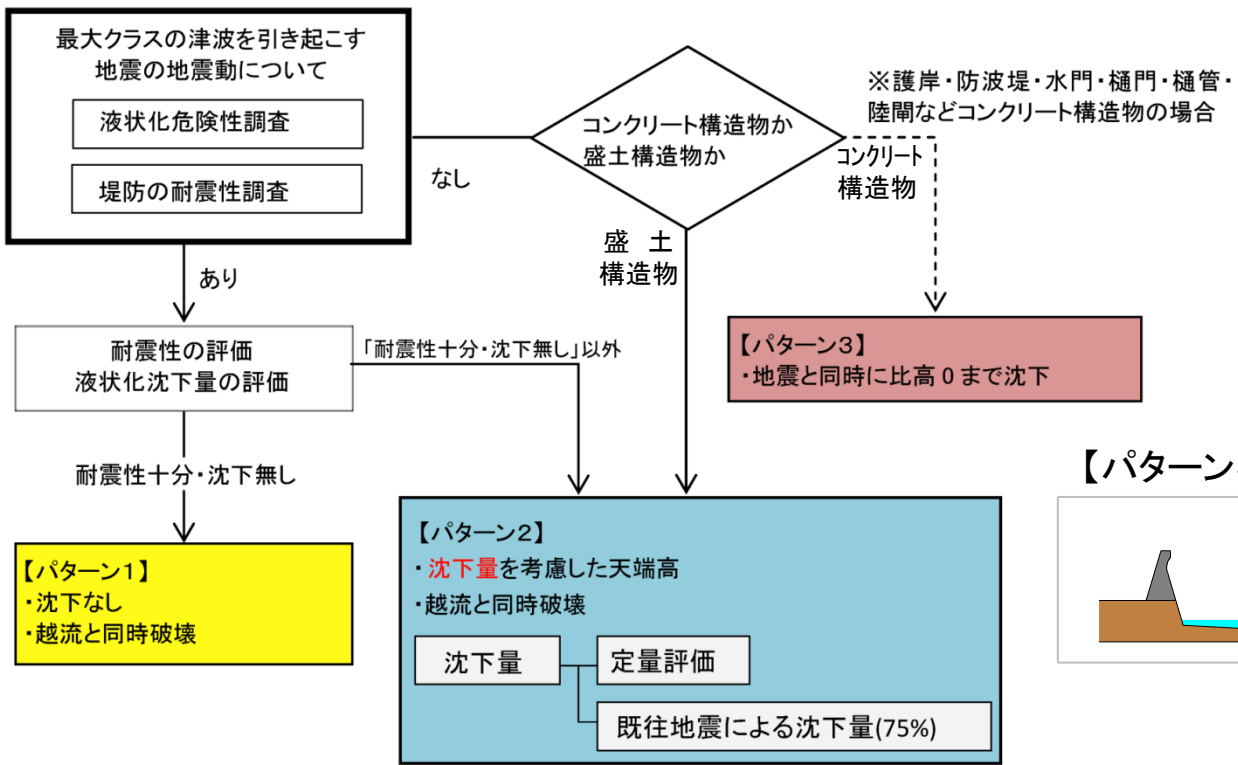 最大クラスの津波を引き起こす
地震の地震動について
液状化危険性調査
堤防の耐震性調査
なし
コンクリート構造物か
盛土構造物か
※護岸・防波堤・水門・樋門・樋管・
陸閘などコンクリート構造物の場合
コンクリート
構造物
盛 土
構造物
あり
耐震性の評価
液状化沈下量の評価
「耐震性十分・沈下無し」以外
【パターン3】
・地震と同時に比高0まで沈下
耐震性十分・沈下無し
【パターン
【パターン1】
・沈下なし
・越流と同時破壊
【パターン2】
・沈下量を考慮した天端高
・越流と同時破壊
沈下量
定量評価
既往地震による沈下量(75%)